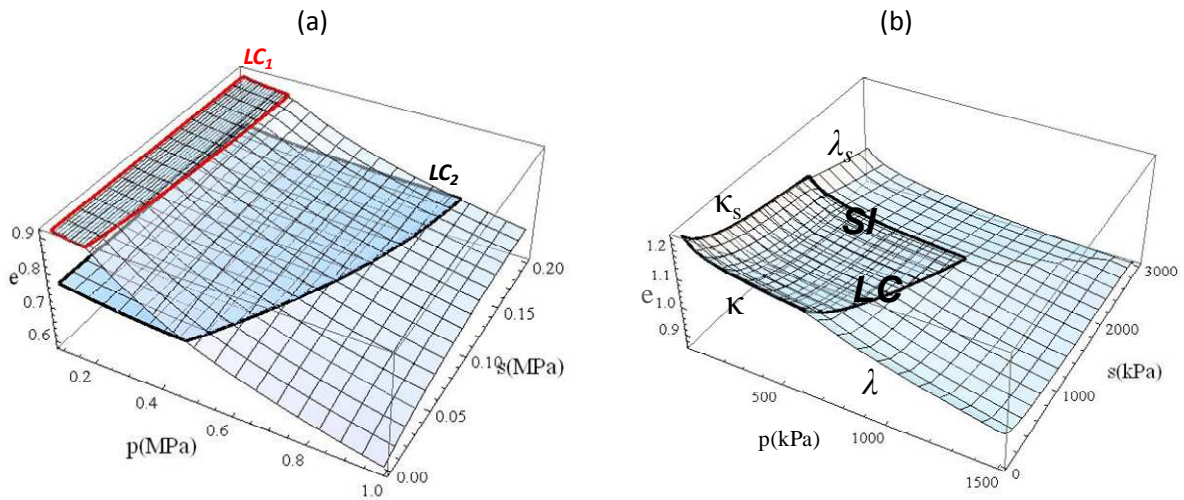 (a)
LC1
LC2
0.9
0.8
e
0.7
0.6
0.2
0.4
p(MPa)
0.6
0.8
1.0
0.00
0.05
0.10
s(MPa)
0.15
0.20
(b)
λs
κs
SI
LC
κ
λ
1.2
1.1
e
1.0
0.9
500
p(kPa)
1000
1500
0
1000
s(kPa)
2000
3000